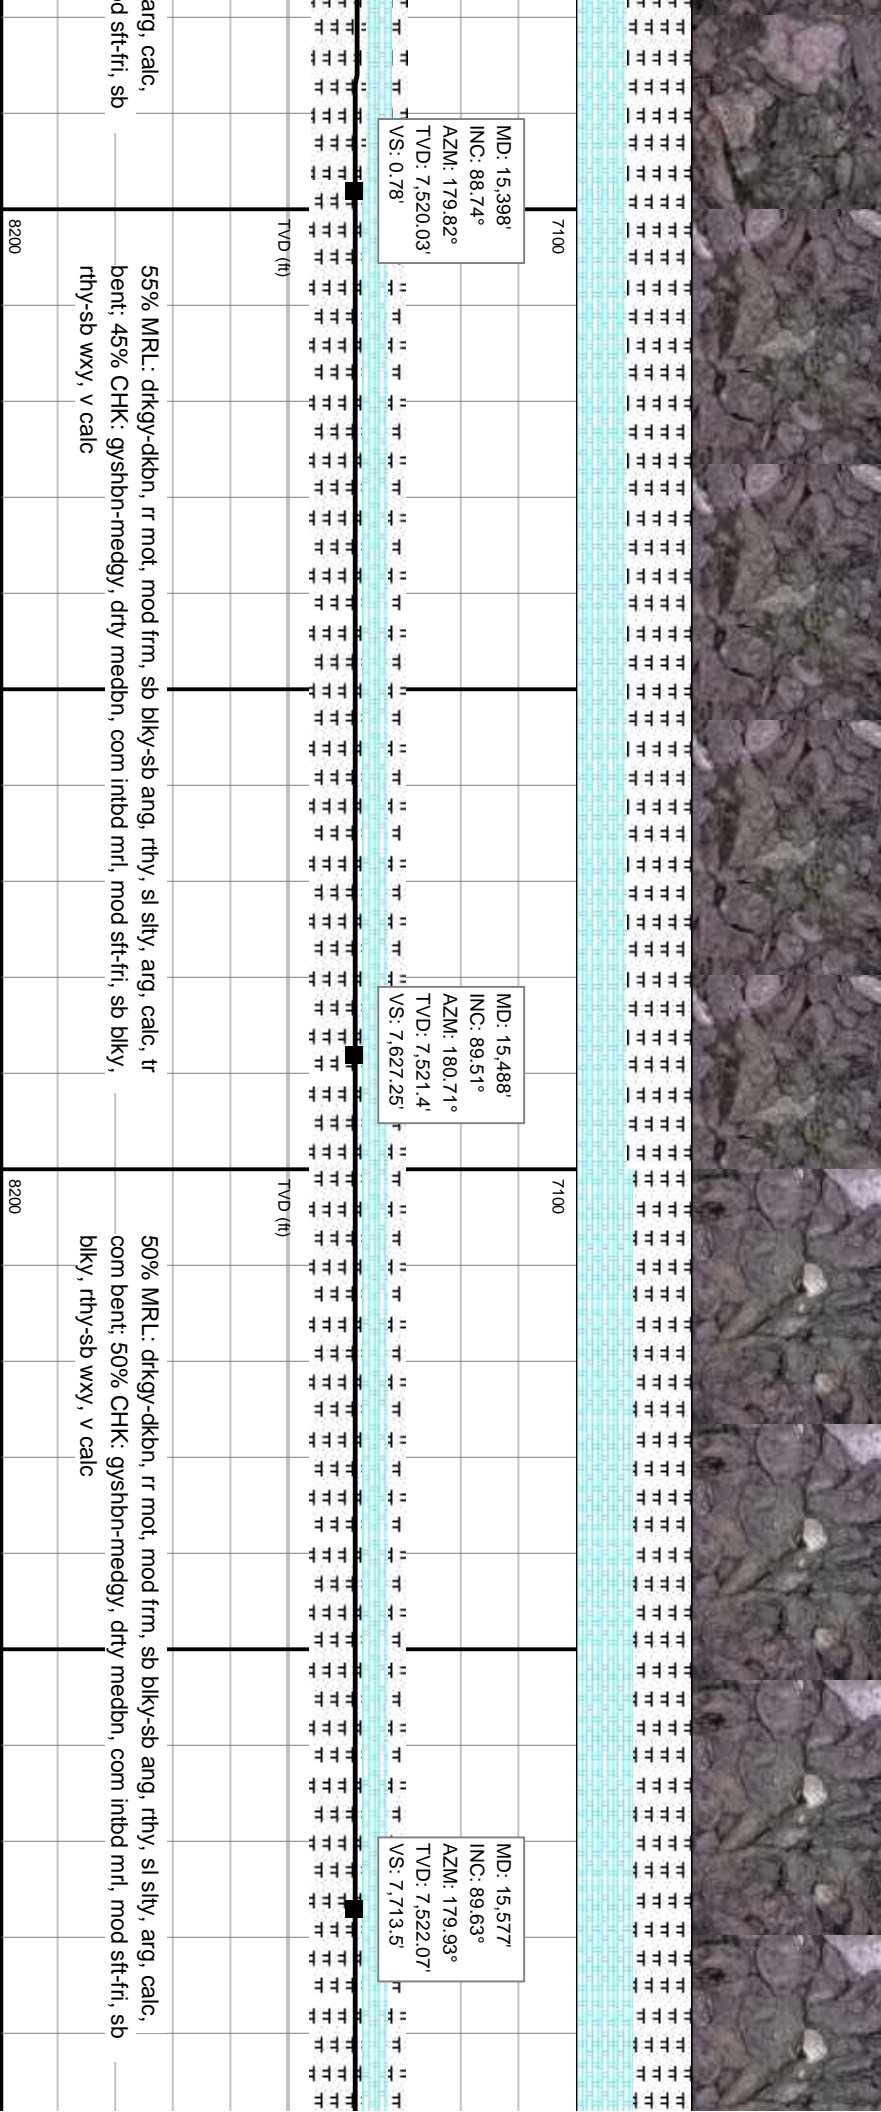 arg, calc,
d sft-fri, sb
MD: 15,398'
INC: 88.74°
AZM: 179.82°
TVD: 7,520.03'
VS: 0.78'
7100
TVD (ft)
8200
55% MRL: drkgy-dkbn, rr mot, mod frm, sb blky-sb ang, rthy, sl slty, arg, calc, tr
bent; 45% CHK: gyshbn-medgy, drty medbn, com intbd mrl, mod sft-fri, sb blky,
rthy-sb wxy, v calc
MD: 15,488'
INC: 89.51°
AZM: 180.71°
TVD: 7,521.4'
VS: 7,627.25'
7100
TVD (ft)
8200
50% MRL: drkgy-dkbn, rr mot, mod frm, sb blky-sb ang, rthy, sl slty, arg, calc,
com bent; 50% CHK: gyshbn-medgy, drty medbn, com intbd mrl, mod sft-fri, sb
blky, rthy-sb wxy, v calc
MD: 15,577'
INC: 89.63°
AZM: 179.93°
TVD: 7,522.07'
VS: 7,713.5'